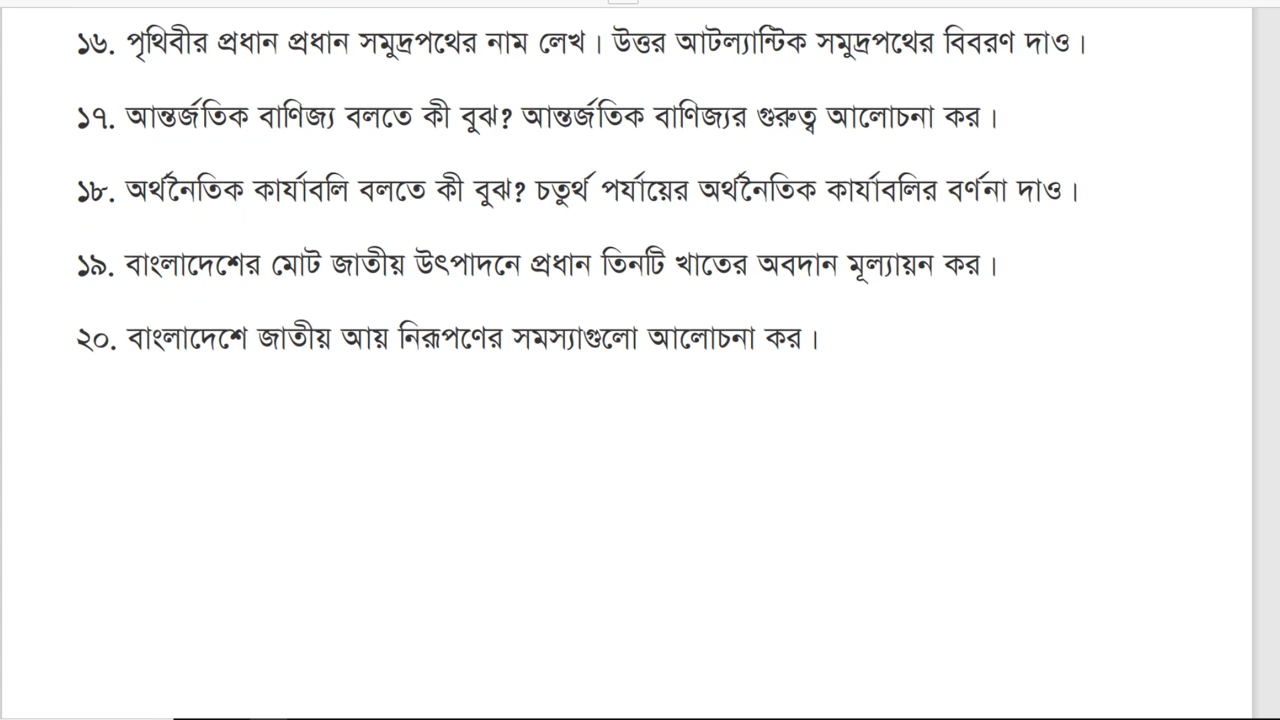 ১৬. পৃথিবীর প্রধান প্রধান সমুদ্রপথের নাম লেখ। উত্তর আটল্যান্টিক সমুদ্রপথের বিবরণ দাও।
১৭. আন্তর্জতিক বাণিজ্য বলতে কী বুঝ? আন্তর্জতিক বাণিজ্যর গুরুত্ব আলোচনা কর।
১৮. অর্থনৈতিক কার্যাবলি বলতে কী বুঝ? চতুর্থ পর্যায়ের অর্থনৈতিক কার্যাবলির বর্ণনা দাও।
১৯. বাংলাদেশের মোট জাতীয় উৎপাদনে প্রধান তিনটি খাতের অবদান মূল্যায়ন কর।
২০. বাংলাদেশে জাতীয় আয় নিরূপণের সমস্যাগুলো আলোচনা কর।